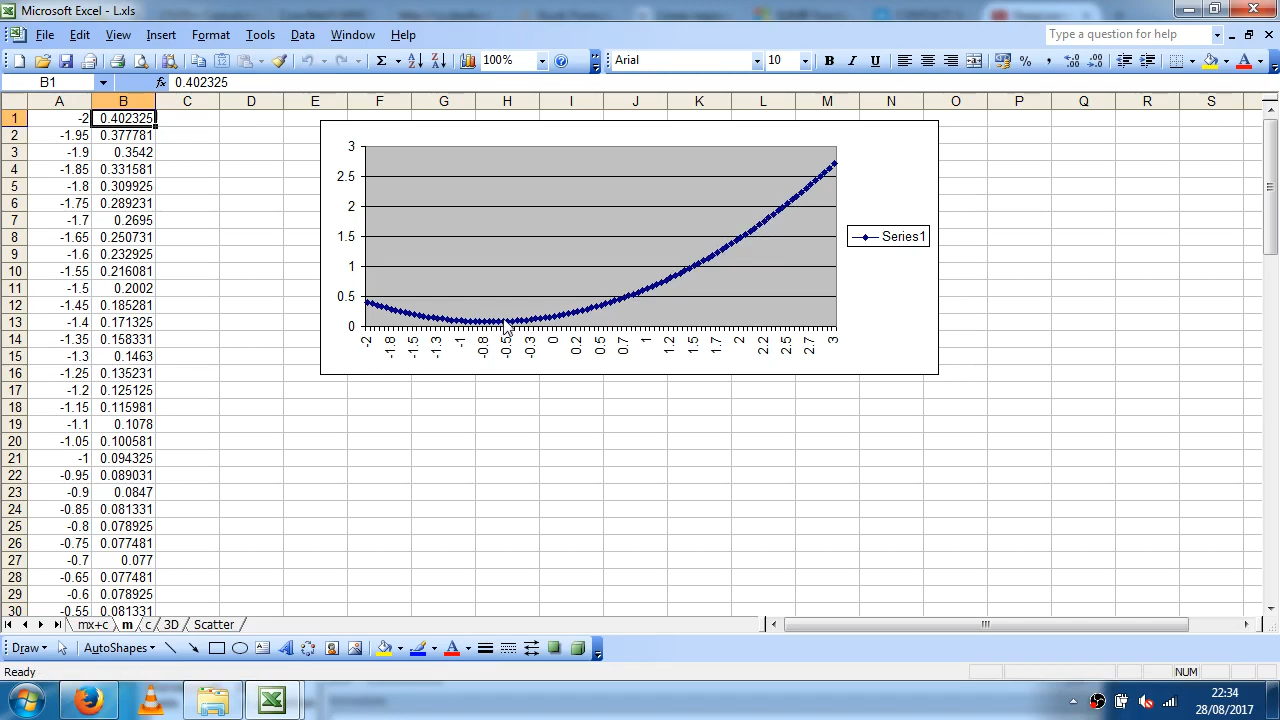 Microsoft Excel - L.xls
File Edit View Insert Format Tools Data Window Help
Type a question for help
100%
Arial
10
B I U
B1
fx 0.402325
A B C D E F G H I J K L M N O P Q R S
1 -2 0.402325
2 -1.95 0.377781
3 -1.9 0.3542
4 -1.85 0.331581
5 -1.8 0.309925
6 -1.75 0.289231
7 -1.7 0.2695
8 -1.65 0.250731
9 -1.6 0.232925
10 -1.55 0.216081
11 -1.5 0.2002
12 -1.45 0.185281
13 -1.4 0.171325
14 -1.35 0.158331
15 -1.3 0.1463
16 -1.25 0.135231
17 -1.2 0.125125
18 -1.15 0.115981
19 -1.1 0.1078
20 -1.05 0.100581
21 -1 0.094325
22 -0.95 0.089031
23 -0.9 0.0847
24 -0.85 0.081331
25 -0.8 0.078925
26 -0.75 0.077481
27 -0.7 0.077
28 -0.65 0.077481
29 -0.6 0.078925
30 -0.55 0.081331
3
2.5
2
1.5
1
0.5
0
-2 -1.8 -1.5 -1.3 -1 -0.8 -0.5 -0.3 0 0.2 0.5 0.7 1 1.2 1.5 1.7 2 2.2 2.5 2.7 3
Series1
mx+c m c 3D Scatter
Draw AutoShapes
Ready
NUM
22:34
28/08/2017